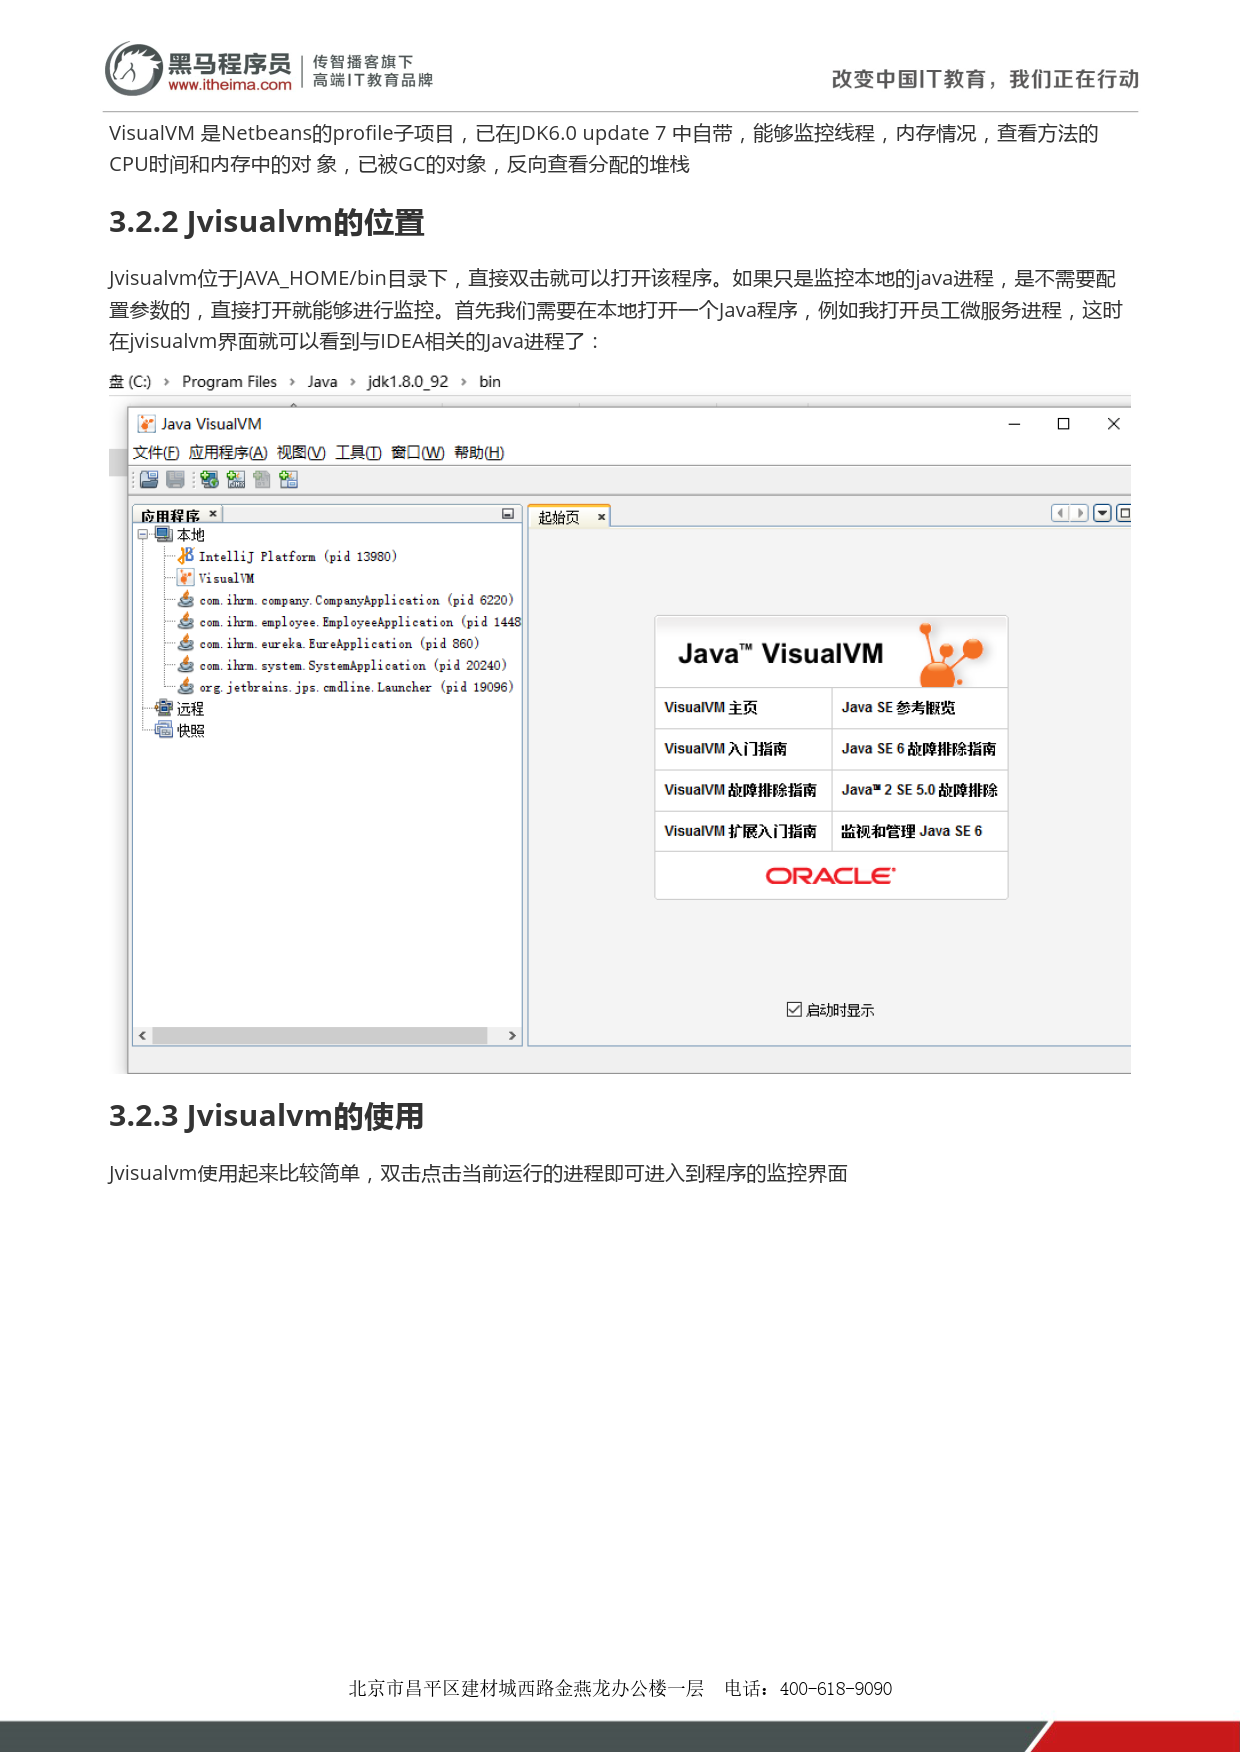 黑马程序员
www.itheima.com
传智播客旗下
高端IT教育品牌
改变中国IT教育，我们正在行动
VisualVM 是Netbeans的profile子项目，已在JDK6.0 update 7 中自带，能够监控线程，内存情况，查看方法的
CPU时间和内存中的对 象，已被GC的对象，反向查看分配的堆栈
3.2.2 Jvisualvm的位置
Jvisualvm位于JAVA_HOME/bin目录下，直接双击就可以打开该程序。如果只是监控本地的java进程，是不需要配
置参数的，直接打开就能够进行监控。首先我们需要在本地打开一个Java程序，例如我打开员工微服务进程，这时
在jvisualvm界面就可以看到与IDEA相关的Java进程了：
盘 (C:) › Program Files › Java › jdk1.8.0_92 › bin
Java VisualVM
文件(F) 应用程序(A) 视图(V) 工具(T) 窗口(W) 帮助(H)
应用程序
起始页
本地
IntelliJ Platform (pid 13980)
VisualVM
com.ihrm.company.CompanyApplication (pid 6220)
com.ihrm.employee.EmployeeApplication (pid 1448
com.ihrm.eureka.EureApplication (pid 860)
com.ihrm.system.SystemApplication (pid 20240)
org.jetbrains.jps.cmdline.Launcher (pid 19096)
远程
快照
Java™ VisualVM
VisualVM 主页
Java SE 参考概览
VisualVM 入门指南
Java SE 6 故障排除指南
VisualVM 故障排除指南
Java™ 2 SE 5.0 故障排除
VisualVM 扩展入门指南
监视和管理 Java SE 6
ORACLE
启动时显示
3.2.3 Jvisualvm的使用
Jvisualvm使用起来比较简单，双击点击当前运行的进程即可进入到程序的监控界面
北京市昌平区建材城西路金燕龙办公楼一层 电话：400-618-9090